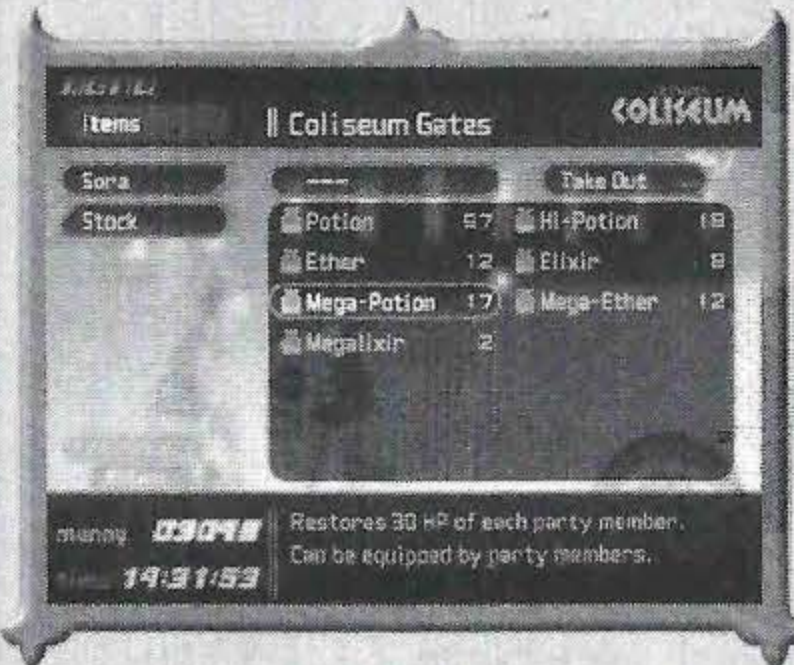 Items
Coliseum Gates
COLISEUM
Sora
---
Take Out
Stock
Potion 57 Hi-Potion 18
Ether 12 Elixir 8
Mega-Potion 17 Mega-Ether 12
Megalixir 2
munny
Restores 30 HP of each party member.
Can be equipped by party members.
19:31:53